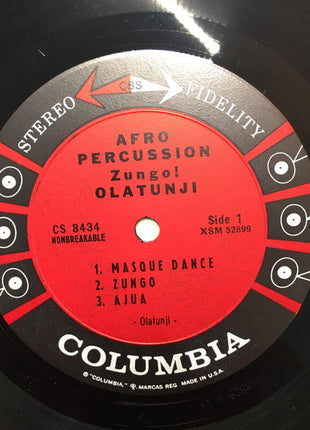 STEREO CBS FIDELITY
AFRO
PERCUSSION
Zungo!
OLATUNJI
CS 8434
NONBREAKABLE
Side 1
XSM 52899
1. MASQUE DANCE
2. ZUNGO
3. AJUA
- Olatunji -
COLUMBIA
© "COLUMBIA," ℗, MARCAS REG. MADE IN U.S.A.